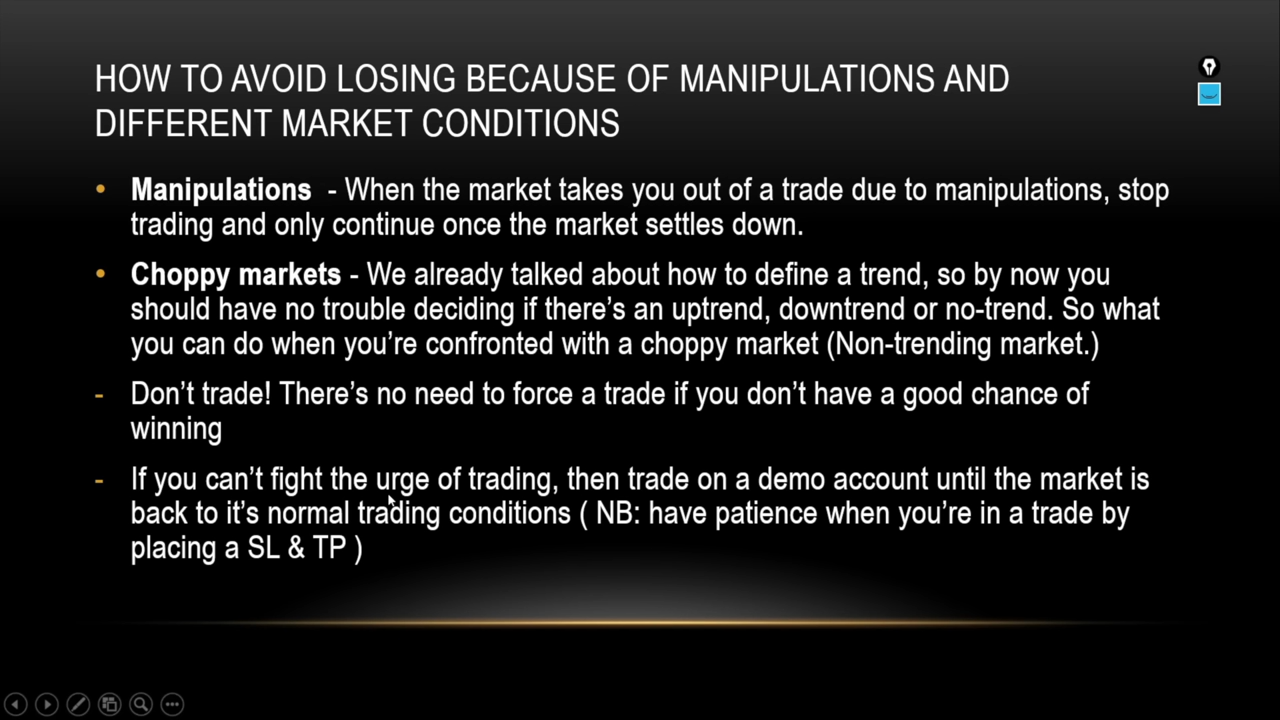 HOW TO AVOID LOSING BECAUSE OF MANIPULATIONS AND
DIFFERENT MARKET CONDITIONS
• Manipulations - When the market takes you out of a trade due to manipulations, stop
trading and only continue once the market settles down.
• Choppy markets - We already talked about how to define a trend, so by now you
should have no trouble deciding if there's an uptrend, downtrend or no-trend. So what
you can do when you're confronted with a choppy market (Non-trending market.)
- Don't trade! There's no need to force a trade if you don't have a good chance of
winning
- If you can't fight the urge of trading, then trade on a demo account until the market is
back to it's normal trading conditions ( NB: have patience when you're in a trade by
placing a SL & TP )